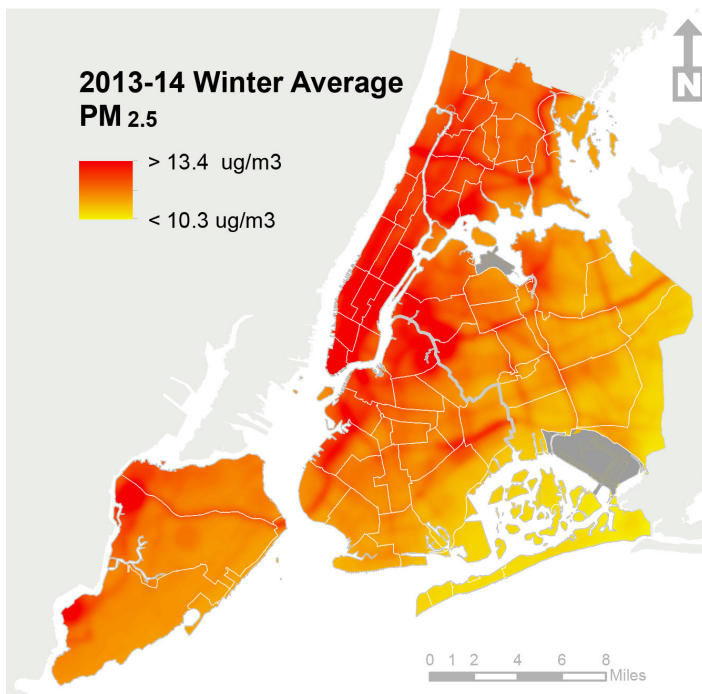 2013-14 Winter Average
PM 2.5
> 13.4 ug/m3
< 10.3 ug/m3
N
0 1 2 4 6 8
Miles